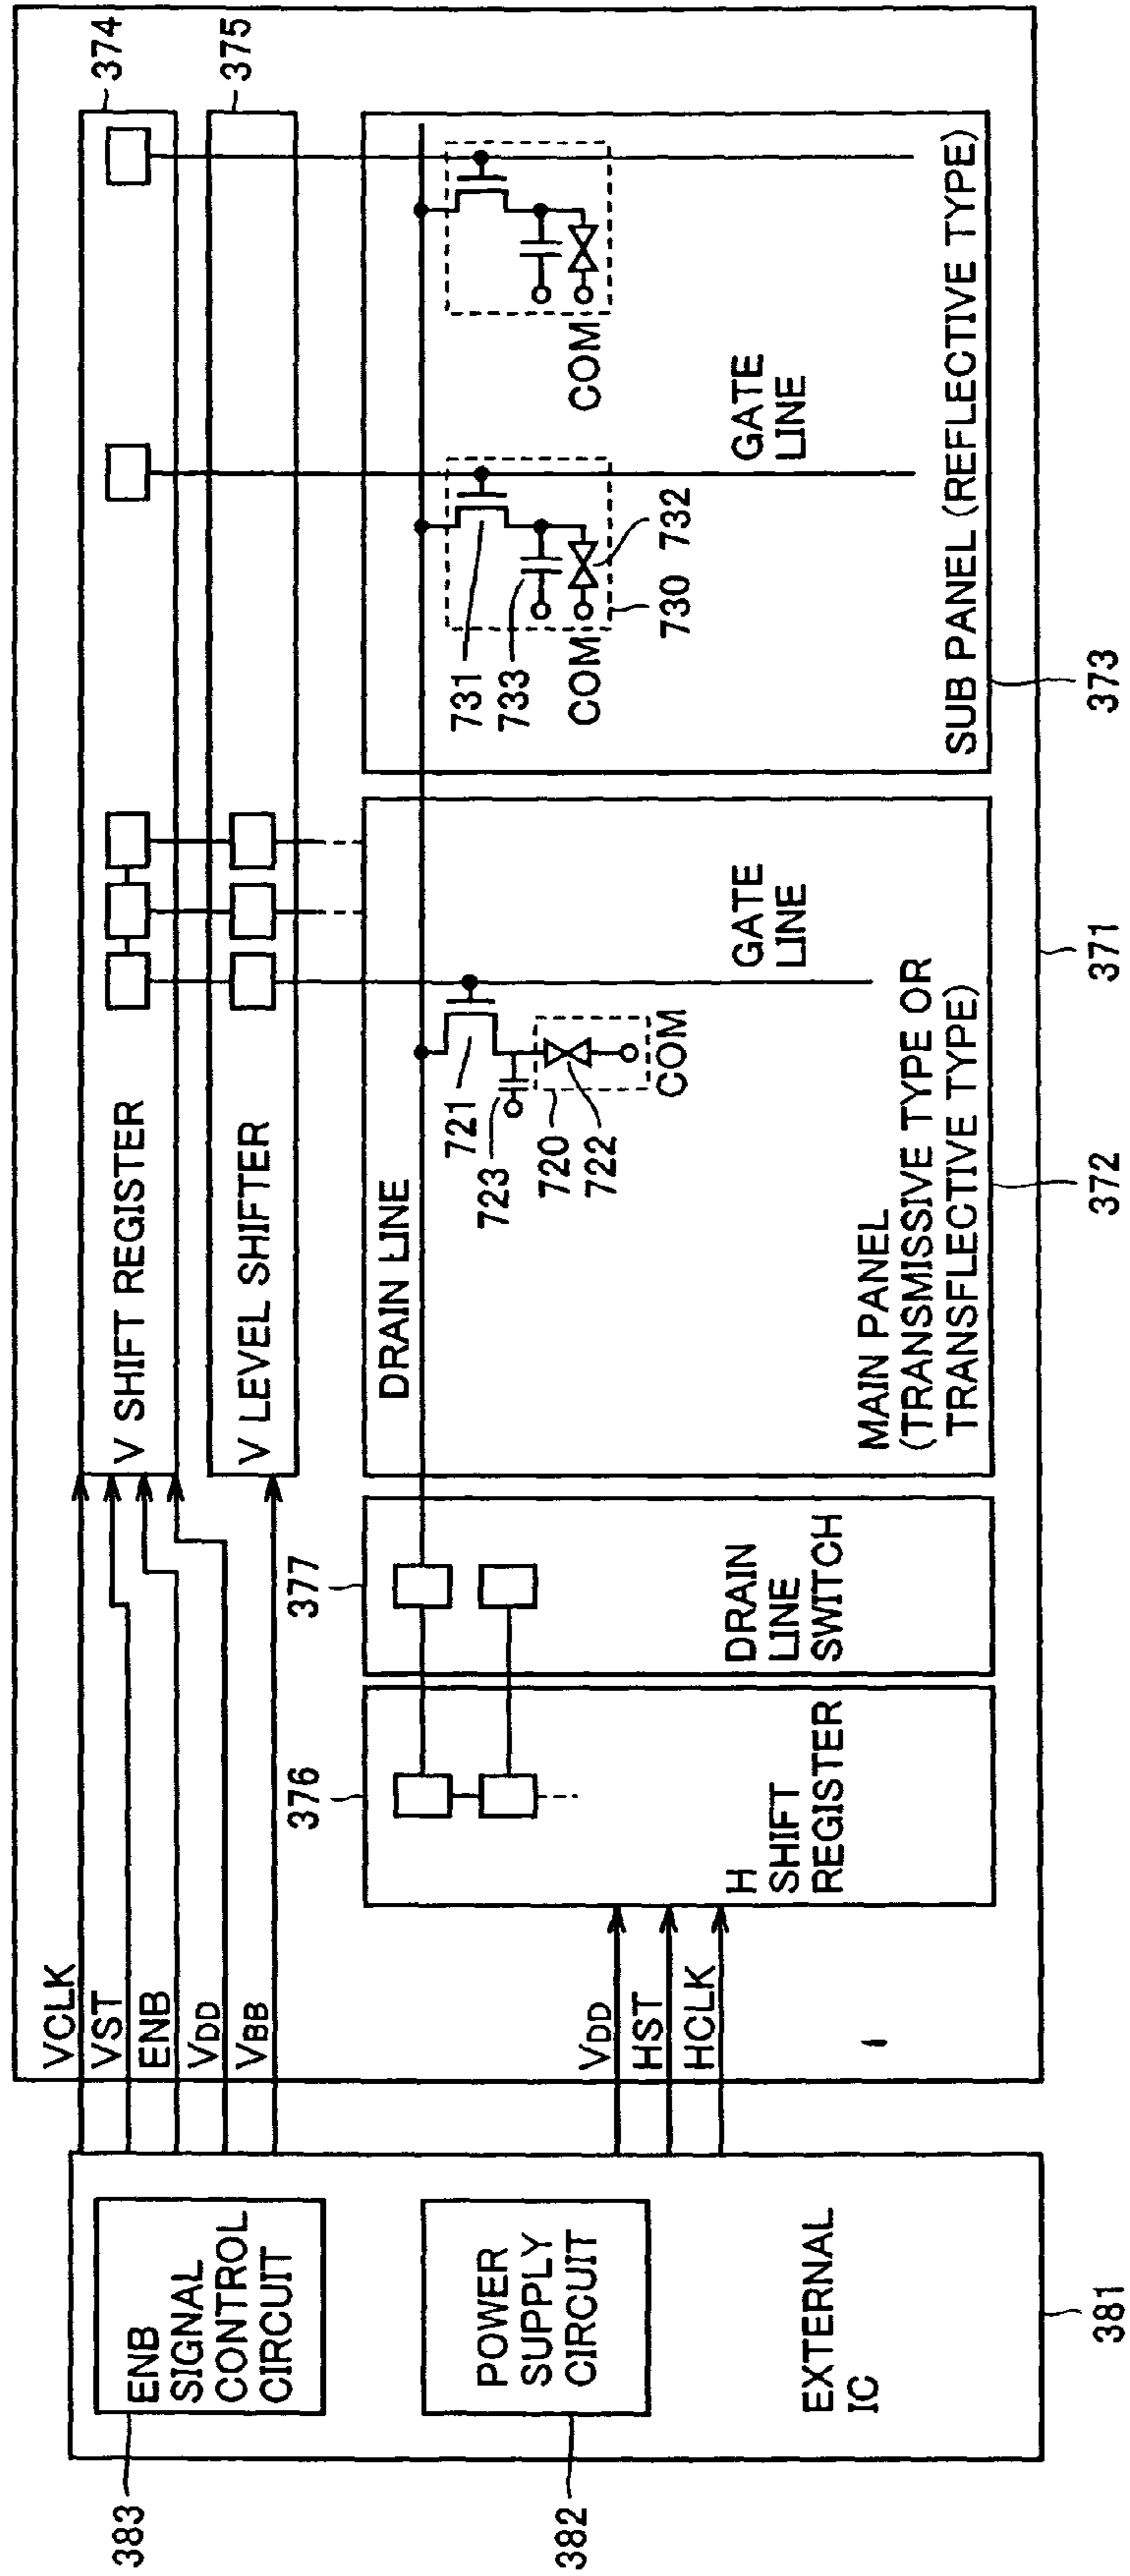 383
ENB
SIGNAL
CONTROL
CIRCUIT
382
POWER
SUPPLY
CIRCUIT
EXTERNAL
IC
381
VCLK
VST
ENB
VDD
VBB
VDD
HST
HCLK
376
H
SHIFT
REGISTER
377
DRAIN
LINE
SWITCH
V SHIFT REGISTER
374
V LEVEL SHIFTER
375
DRAIN LINE
721
723
720
722
COM
GATE
LINE
MAIN PANEL
(TRANSMISSIVE TYPE OR
TRANSFLECTIVE TYPE)
372
371
731
733
COM
730
732
GATE
LINE
COM
SUB PANEL (REFLECTIVE TYPE)
373